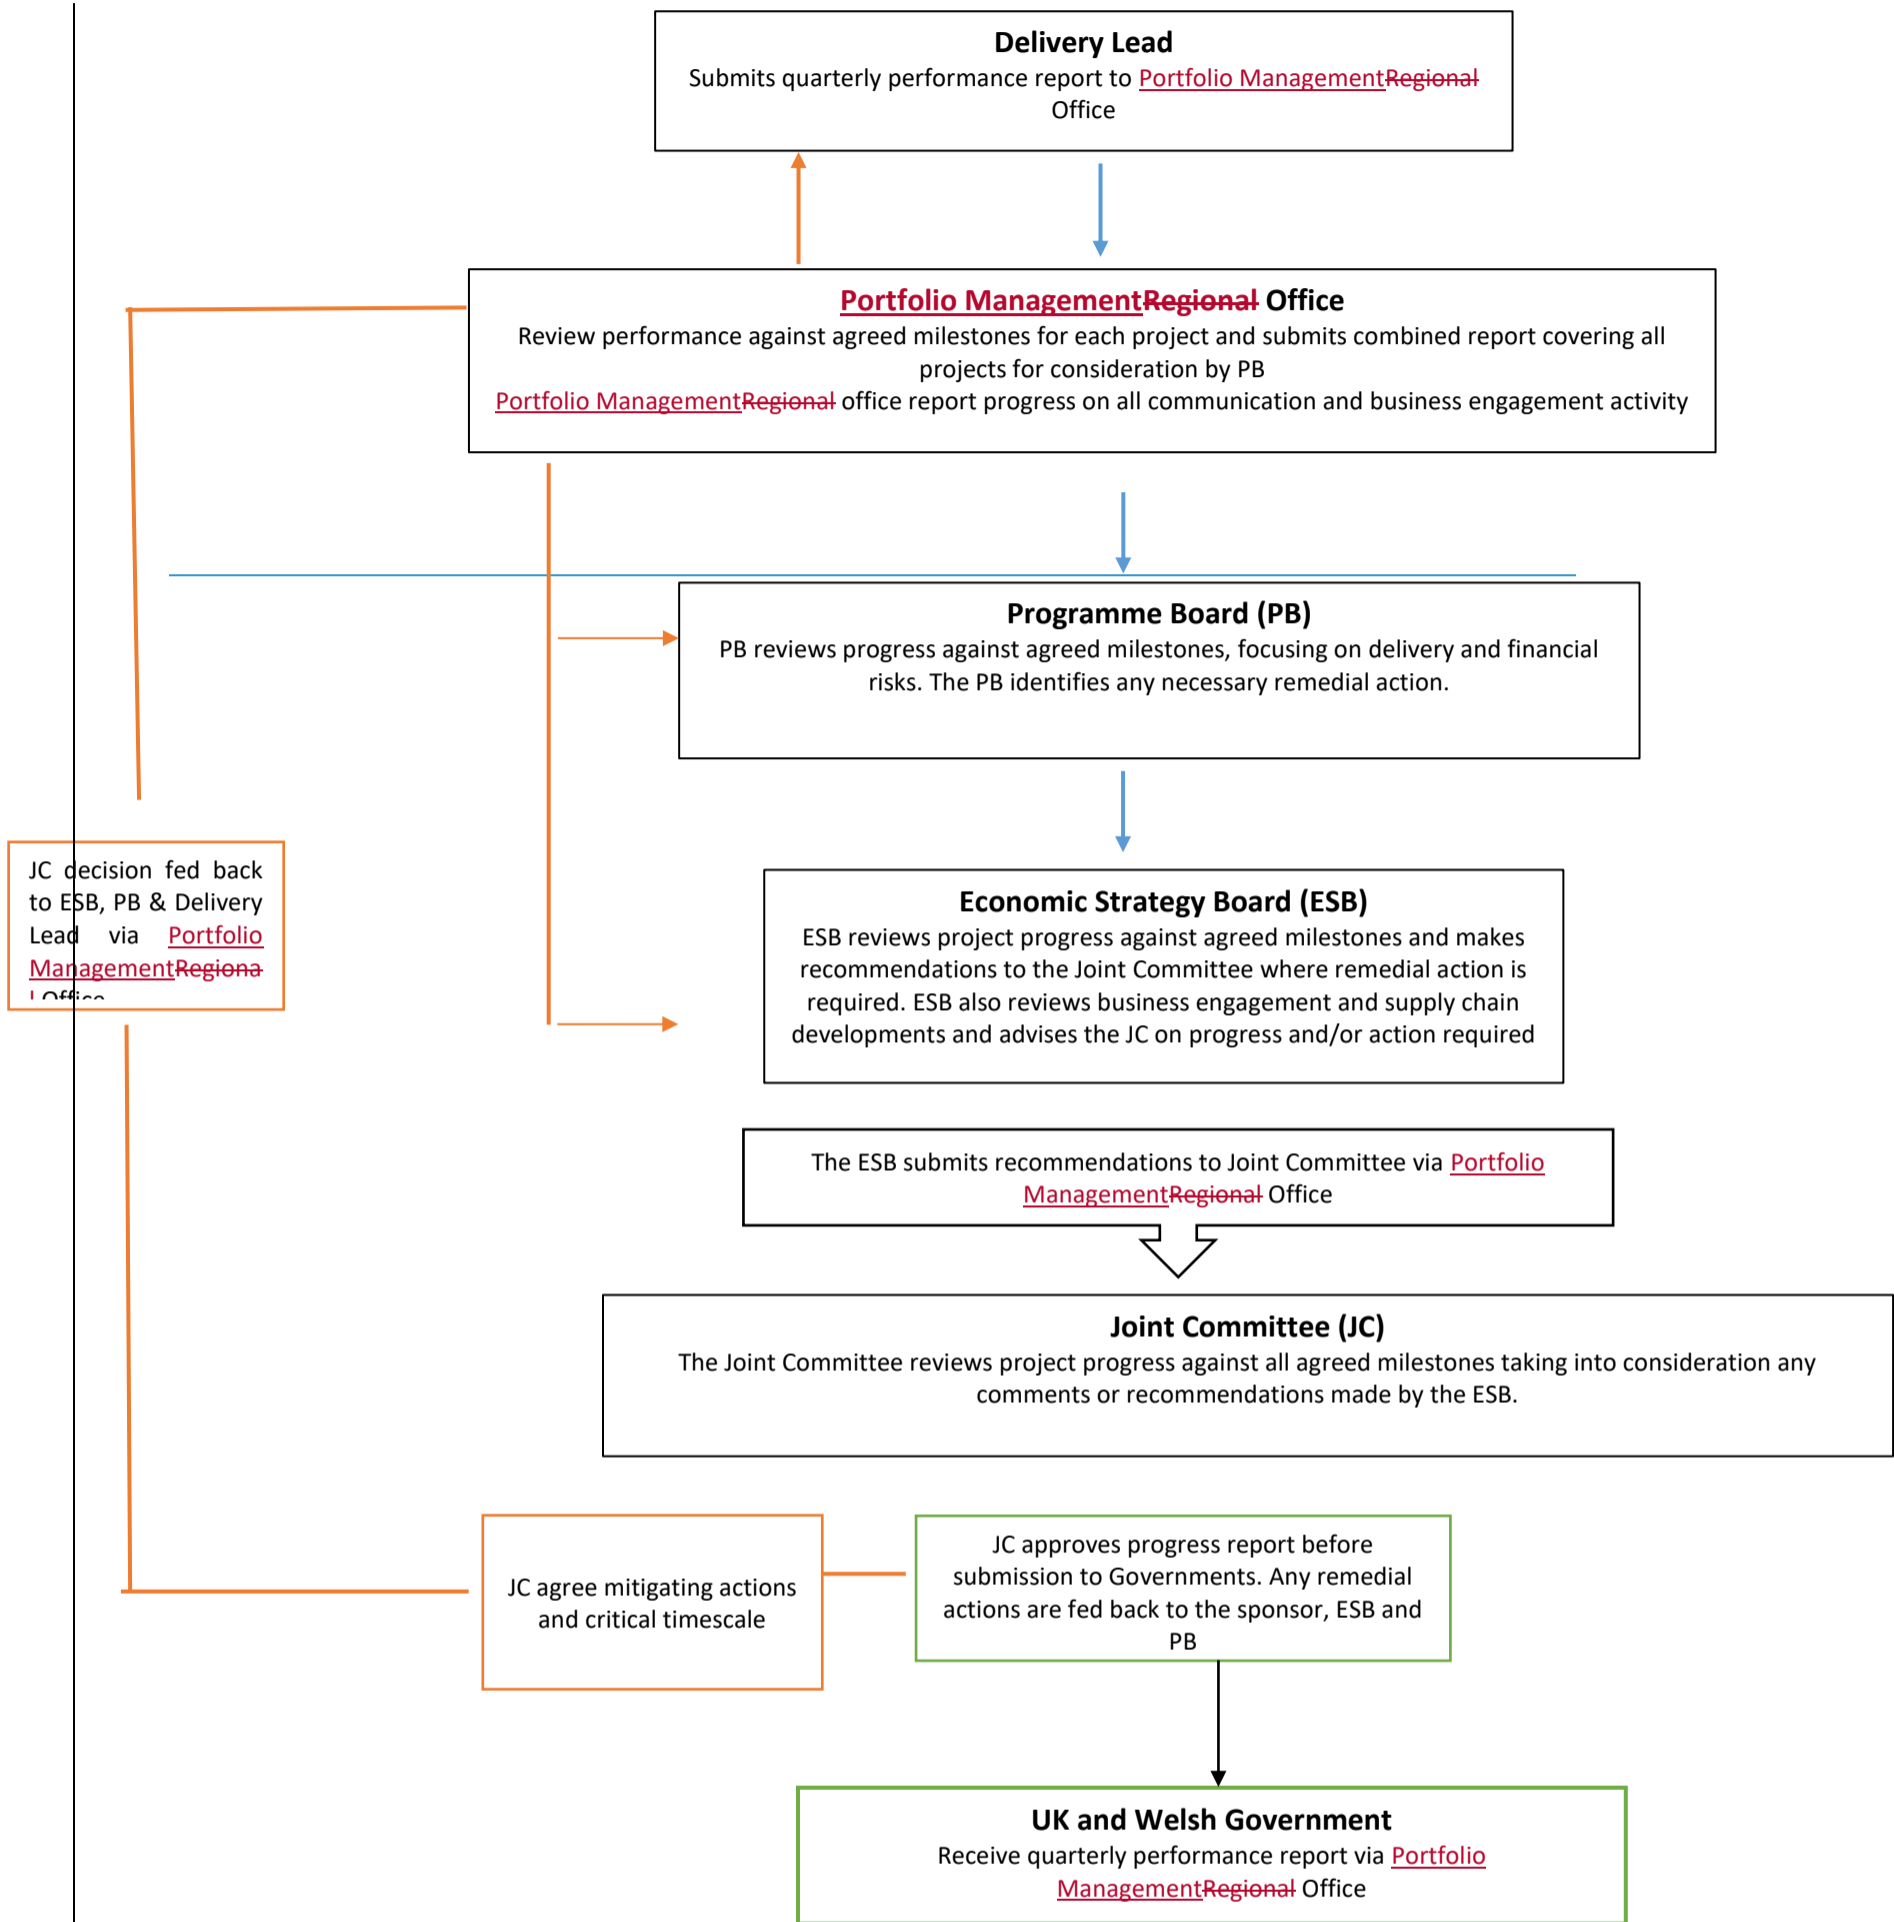 Delivery Lead
Submits quarterly performance report to Portfolio ManagementRegional
Office
Portfolio ManagementRegional Office
Review performance against agreed milestones for each project and submits combined report covering all
projects for consideration by PB
Portfolio ManagementRegional office report progress on all communication and business engagement activity
Programme Board (PB)
PB reviews progress against agreed milestones, focusing on delivery and financial
risks. The PB identifies any necessary remedial action.
JC decision fed back
to ESB, PB & Delivery
Lead via Portfolio
ManagementRegiona
l Office
Economic Strategy Board (ESB)
ESB reviews project progress against agreed milestones and makes
recommendations to the Joint Committee where remedial action is
required. ESB also reviews business engagement and supply chain
developments and advises the JC on progress and/or action required
The ESB submits recommendations to Joint Committee via Portfolio
ManagementRegional Office
Joint Committee (JC)
The Joint Committee reviews project progress against all agreed milestones taking into consideration any
comments or recommendations made by the ESB.
JC agree mitigating actions
and critical timescale
JC approves progress report before
submission to Governments. Any remedial
actions are fed back to the sponsor, ESB and
PB
UK and Welsh Government
Receive quarterly performance report via Portfolio
ManagementRegional Office